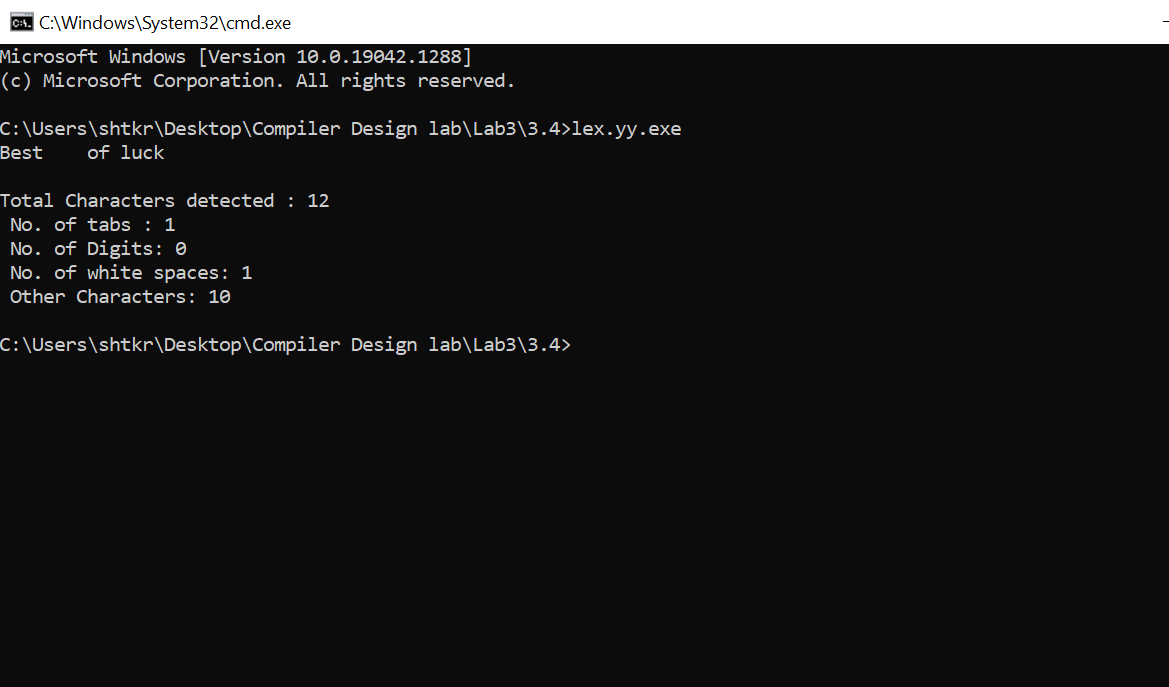 C:\Windows\System32\cmd.exe
Microsoft Windows [Version 10.0.19042.1288]
(c) Microsoft Corporation. All rights reserved.
C:\Users\shtkr\Desktop\Compiler Design lab\Lab3\3.4>lex.yy.exe
Best    of luck
Total Characters detected : 12
No. of tabs : 1
No. of Digits: 0
No. of white spaces: 1
Other Characters: 10
C:\Users\shtkr\Desktop\Compiler Design lab\Lab3\3.4>